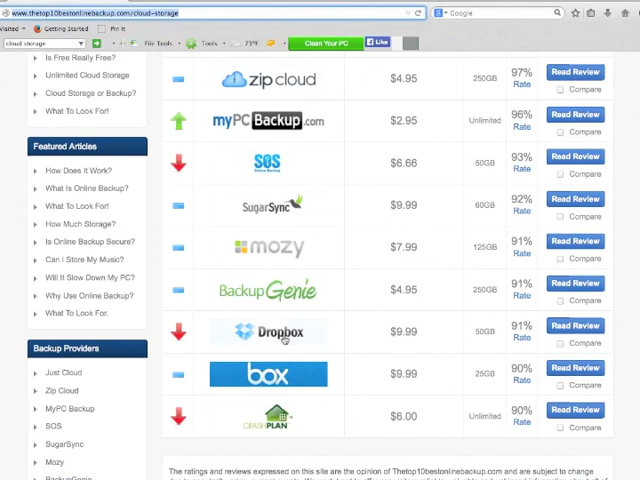 www.thetop10bestonlinebackup.com/cloud-storage
Google
Visited
Getting Started
Pin It
cloud storage
File Tools
Tools
73°F
Clean Your PC
Like
Is Free Really Free?
Unlimited Cloud Storage
Cloud Storage or Backup?
What To Look For!
Featured Articles
How Does It Work?
What Is Online Backup?
What To Look For!
How Much Storage?
Is Online Backup Secure?
Can I Store My Music?
Will It Slow Down My PC?
Why Use Online Backup?
What To Look For.
Backup Providers
Just Cloud
Zip Cloud
MyPC Backup
SOS
SugarSync
Mozy
BackupGenie
zipcloud $4.95 250GB 97% Rate Read Review Compare
myPCBackup.com $2.95 Unlimited 96% Rate Read Review Compare
SOS Online Backup $6.66 50GB 93% Rate Read Review Compare
SugarSync $9.99 60GB 92% Rate Read Review Compare
mozy $7.99 125GB 91% Rate Read Review Compare
BackupGenie $4.95 250GB 91% Rate Read Review Compare
Dropbox $9.99 50GB 91% Rate Read Review Compare
box $9.99 25GB 90% Rate Read Review Compare
CRASHPLAN $6.00 Unlimited 90% Rate Read Review Compare
The ratings and reviews expressed on this site are the opinion of Thetop10bestonlinebackup.com and are subject to